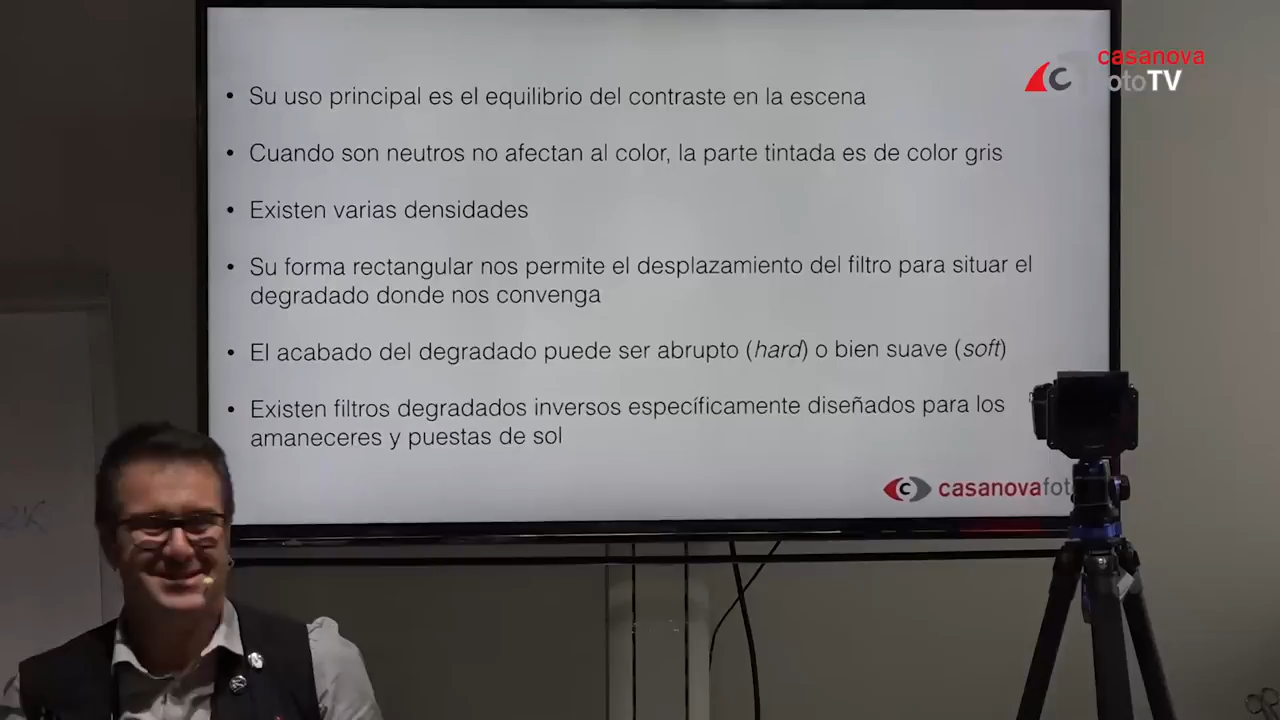 casanova
fotoTV
• Su uso principal es el equilibrio del contraste en la escena
• Cuando son neutros no afectan al color, la parte tintada es de color gris
• Existen varias densidades
• Su forma rectangular nos permite el desplazamiento del filtro para situar el
degradado donde nos convenga
• El acabado del degradado puede ser abrupto (hard) o bien suave (soft)
• Existen filtros degradados inversos específicamente diseñados para los
amaneceres y puestas de sol
casanovafot